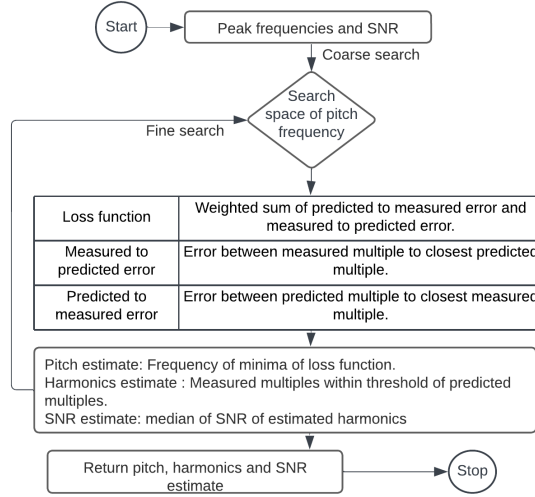 Start
Peak frequencies and SNR
Coarse search
Search
space of pitch
frequency
Fine search
Loss function
Weighted sum of predicted to measured error and
measured to predicted error.
Measured to
predicted error
Error between measured multiple to closest predicted
multiple.
Predicted to
measured error
Error between predicted multiple to closest measured
multiple.
Pitch estimate: Frequency of minima of loss function.
Harmonics estimate : Measured multiples within threshold of predicted
multiples.
SNR estimate: median of SNR of estimated harmonics
Return pitch, harmonics and SNR
estimate
Stop